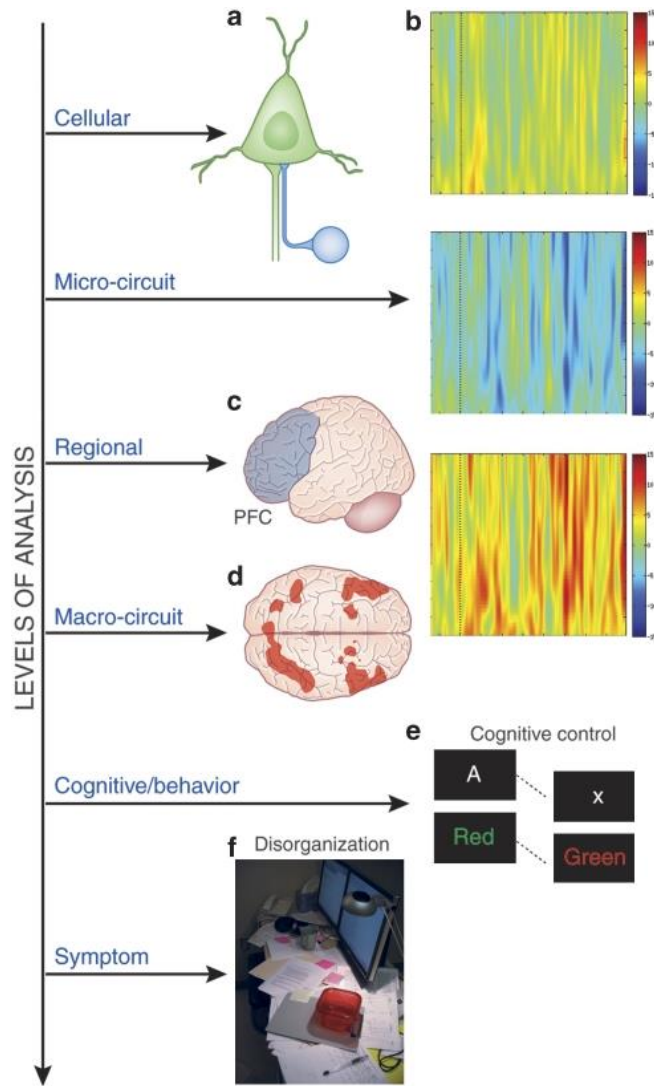 a
b
Cellular
Micro-circuit
c
Regional
PFC
d
LEVELS OF ANALYSIS
Macro-circuit
e
Cognitive control
A
x
Cognitive/behavior
Red
Green
f
Disorganization
Symptom